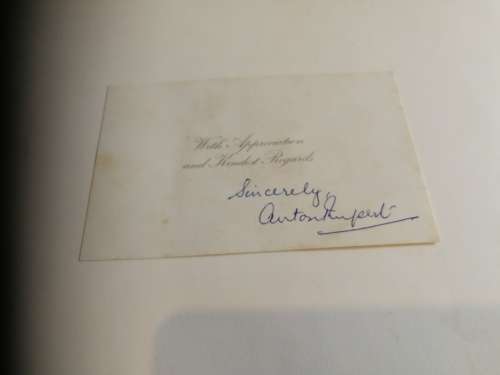 With Appreciation
and Kindest Regards
Sincerely,
Anton Rupert